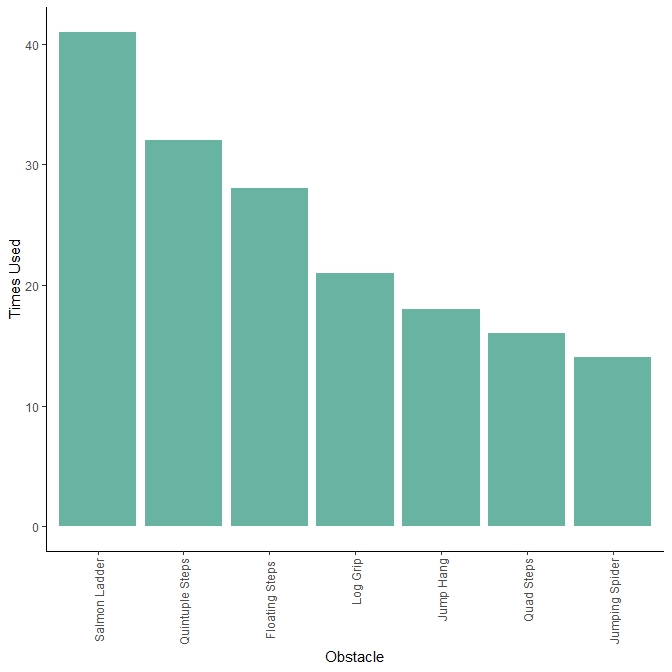 40
30
20
10
0
Times Used
Salmon Ladder
Quintuple Steps
Floating Steps
Log Grip
Jump Hang
Quad Steps
Jumping Spider
Obstacle